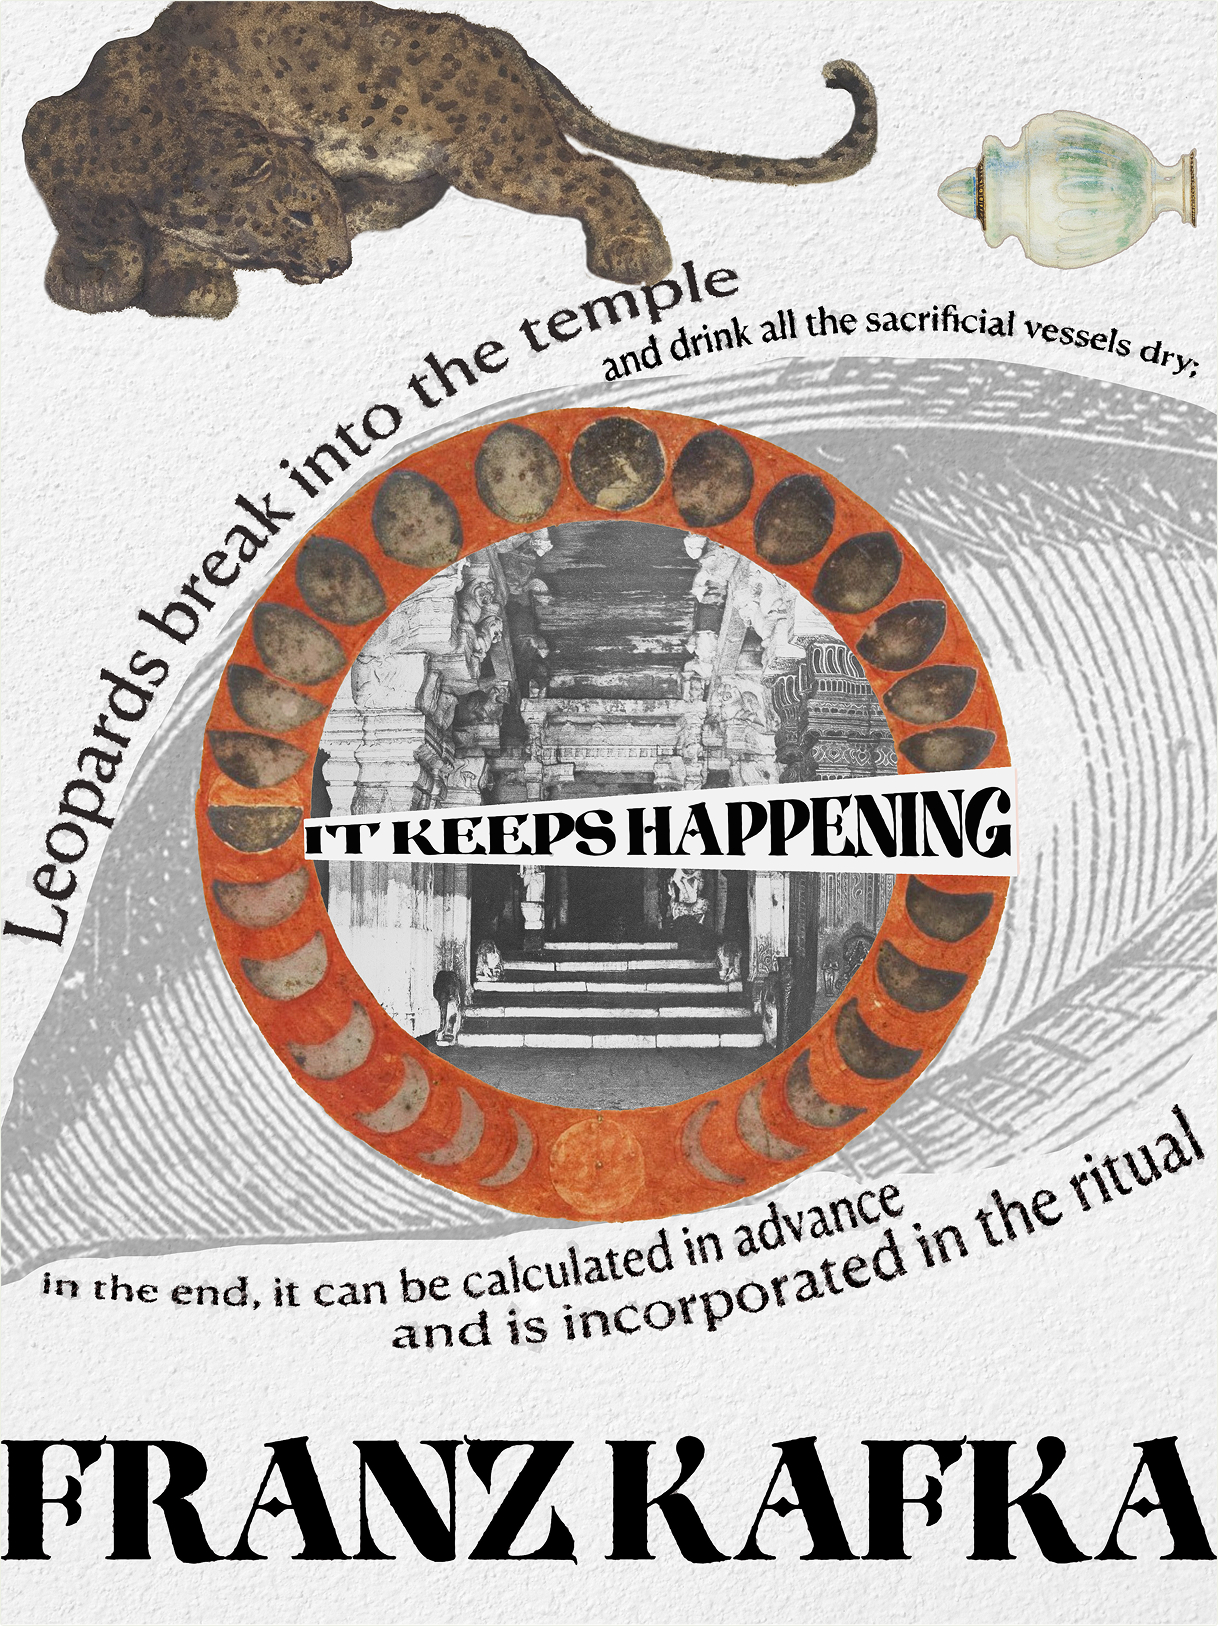 Leopards break into the temple
and drink all the sacrificial vessels dry;
IT KEEPS HAPPENING
in the end, it can be calculated in advance
and is incorporated in the ritual
FRANZ KAFKA